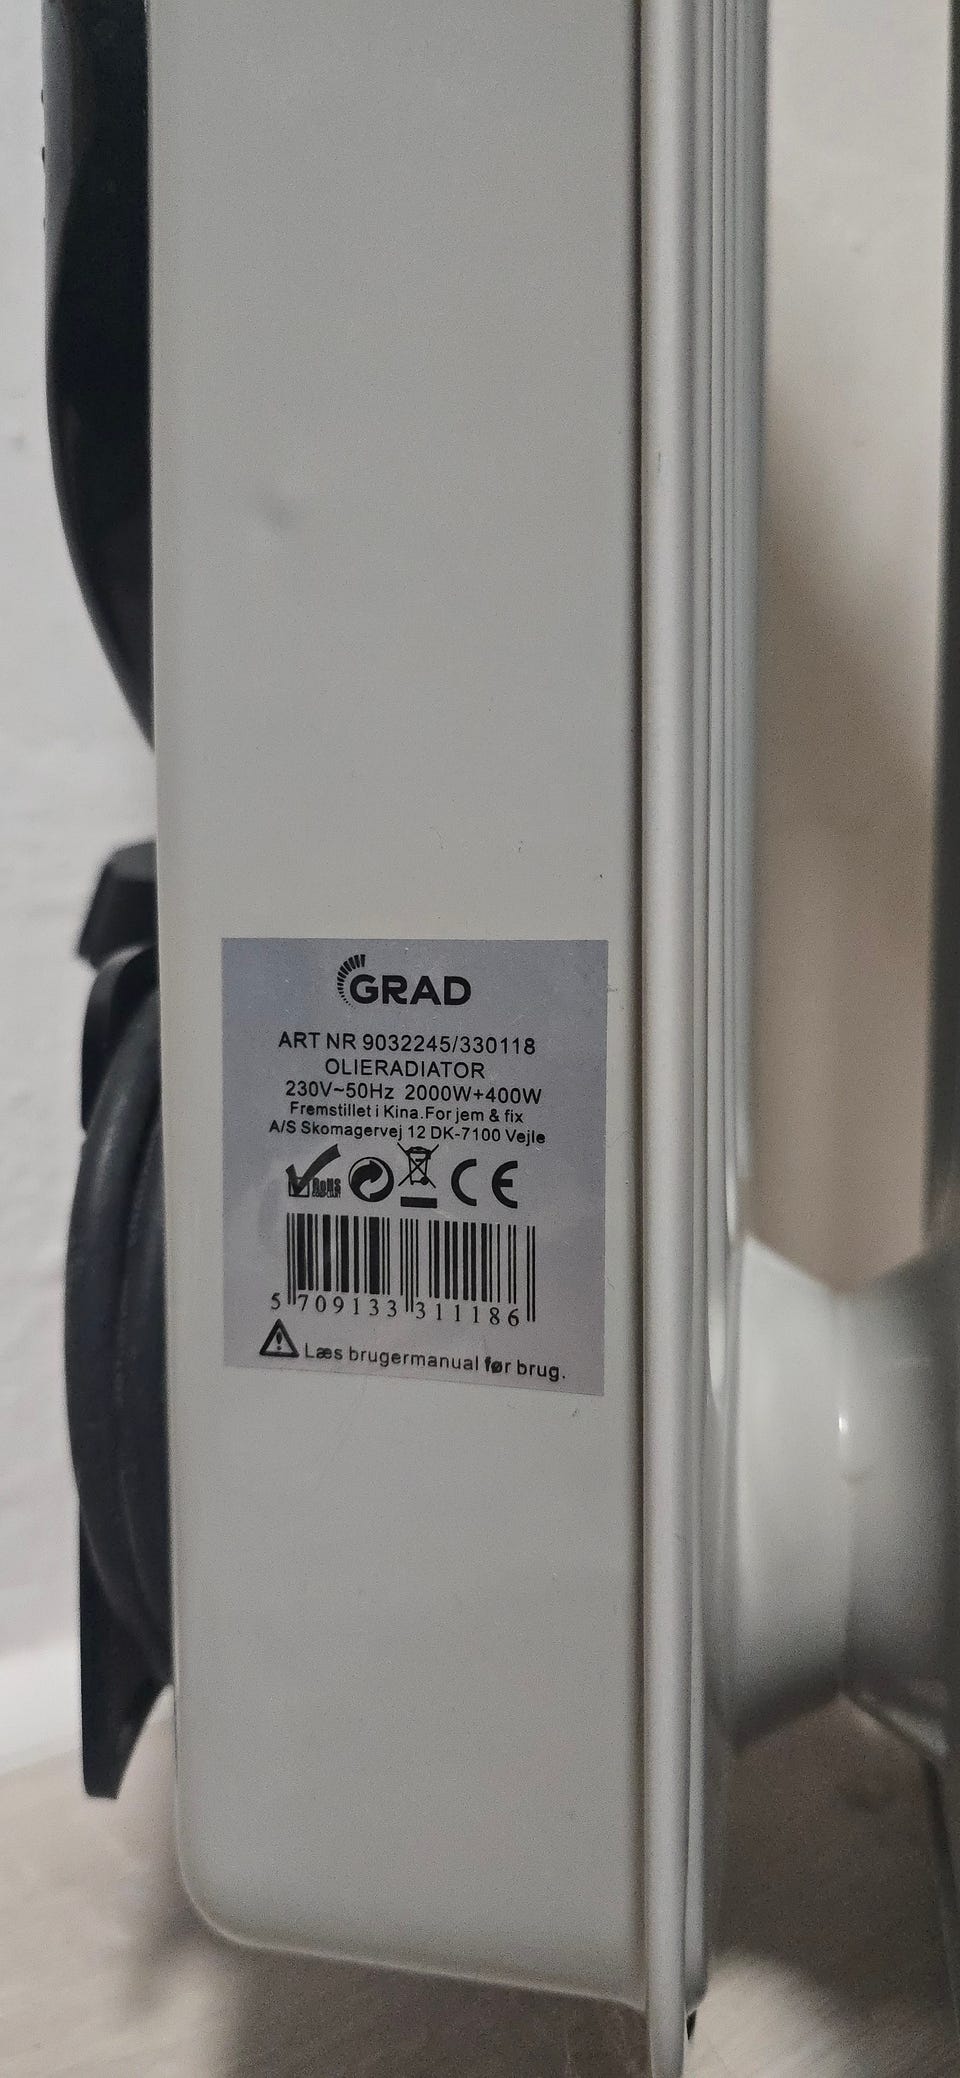 GRAD
ART NR 9032245/330118
OLIERADIATOR
230V~50Hz 2000W+400W
Fremstillet i Kina.For jem & fix
A/S Skomagervej 12 DK-7100 Vejle
RoHS
CE
5 709133 311186
Læs brugermanual før brug.